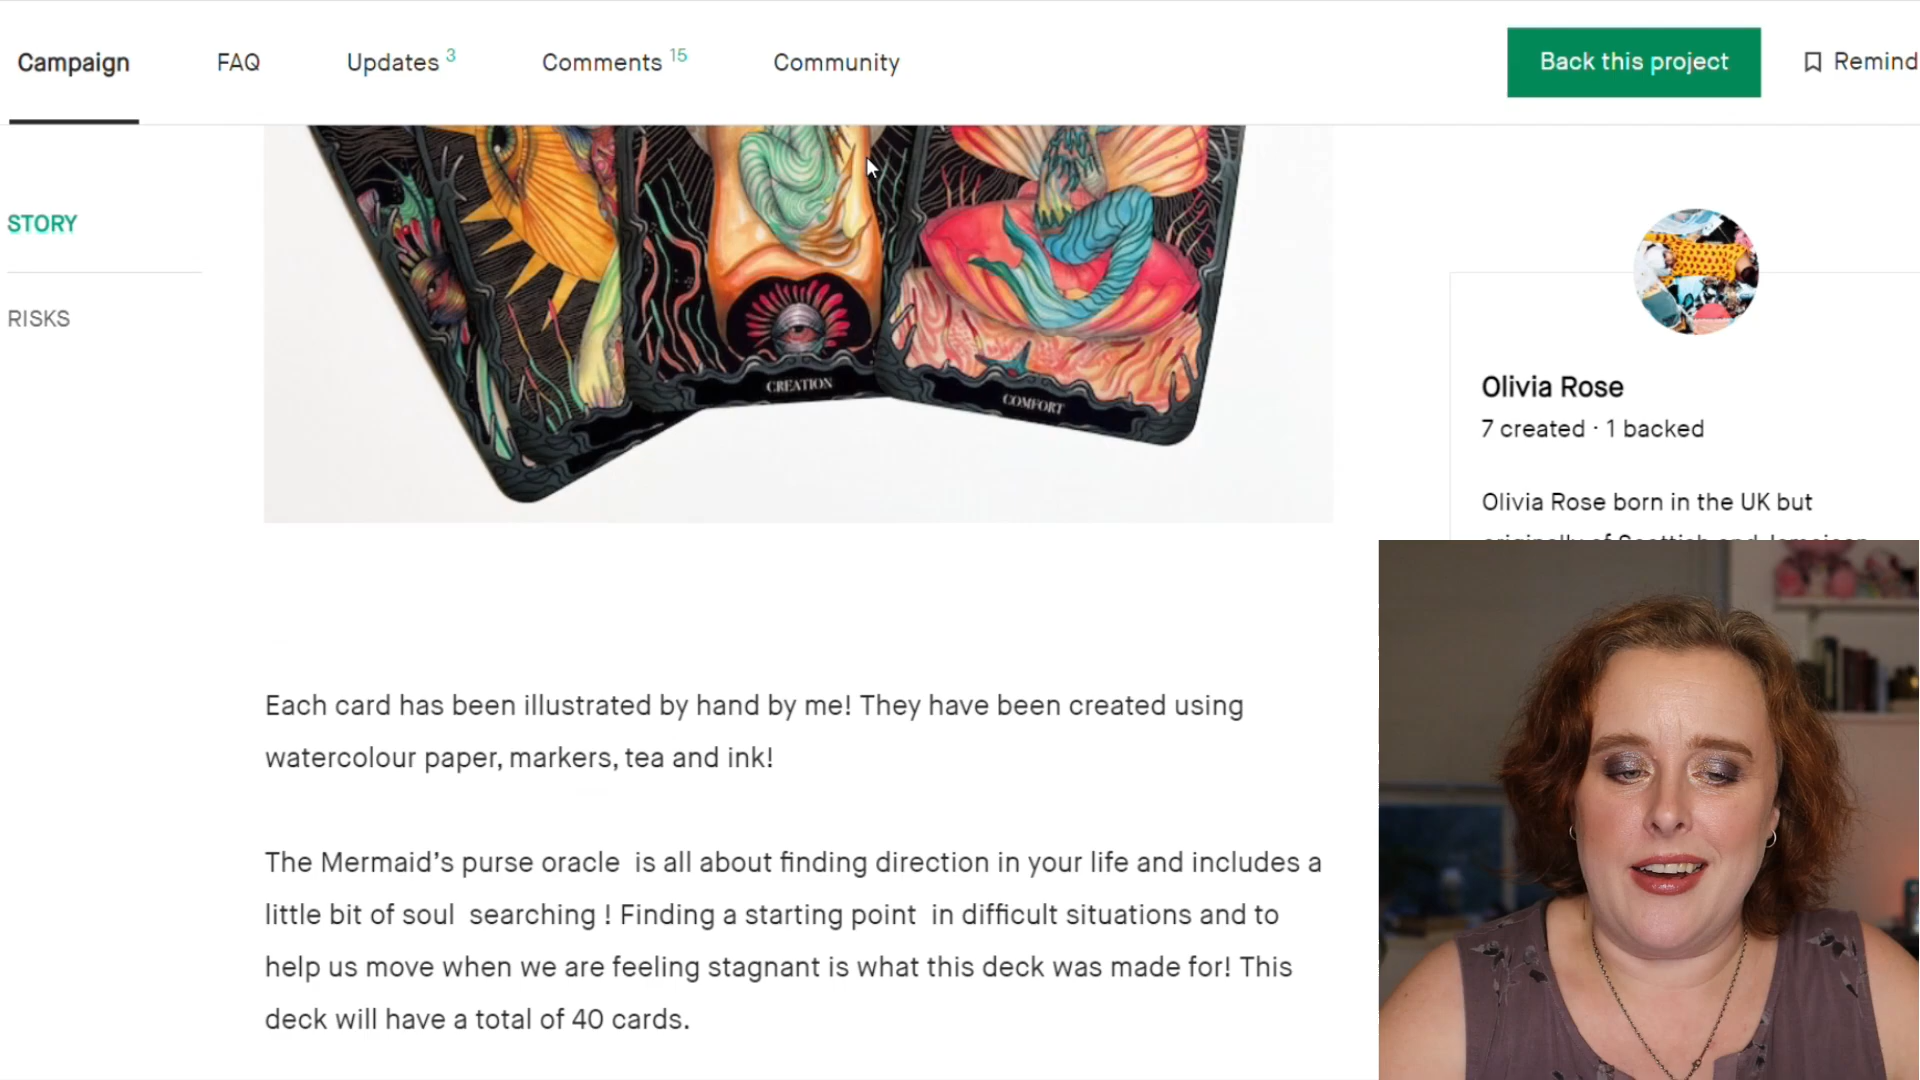 Campaign
FAQ
Updates 3
Comments 15
Community
Back this project
Remind
STORY
RISKS
CREATION
COMFORT
Olivia Rose
7 created · 1 backed
Olivia Rose born in the UK but
originally of Scottish and Jamaican
Each card has been illustrated by hand by me! They have been created using
watercolour paper, markers, tea and ink!
The Mermaid’s purse oracle  is all about finding direction in your life and includes a
little bit of soul  searching ! Finding a starting point  in difficult situations and to
help us move when we are feeling stagnant is what this deck was made for! This
deck will have a total of 40 cards.